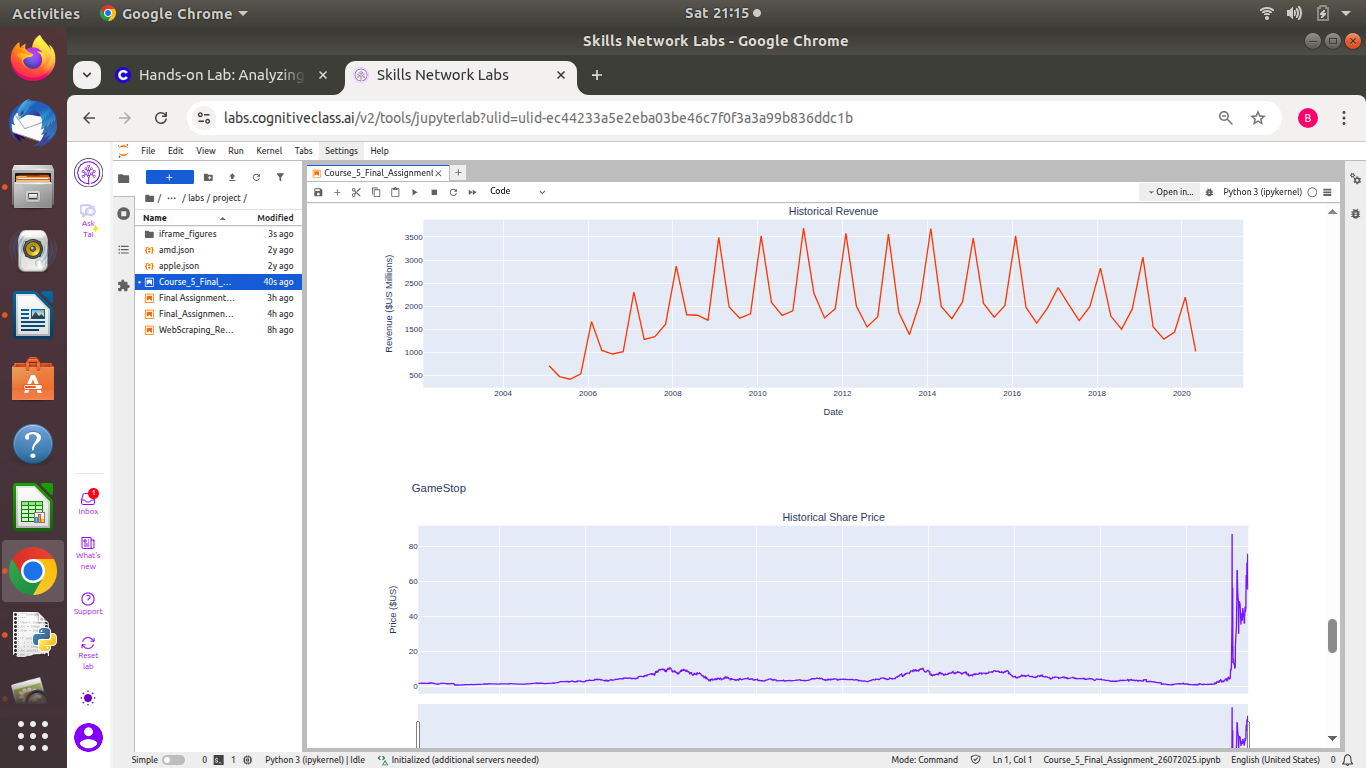 Activities
Google Chrome
Sat 21:15
Skills Network Labs - Google Chrome
Hands-on Lab: Analyzing
Skills Network Labs
labs.cognitiveclass.ai/v2/tools/jupyterlab?ulid=ulid-ec44233a5e2eba03be46c7f0f3a3a99b836ddc1b
B
File Edit View Run Kernel Tabs Settings Help
Ask
Tai
Inbox
1
What's
new
Support
Reset
lab
/ ··· / labs / project /
Name Modified
iframe_figures 3s ago
amd.json 2y ago
apple.json 2y ago
Course_5_Final_... 40s ago
Final Assignment... 3h ago
Final_Assignmen... 4h ago
WebScraping_Re... 8h ago
Course_5_Final_Assignment
Code
Open in...
Python 3 (ipykernel)
Historical Revenue
Revenue ($US Millions)
3500
3000
2500
2000
1500
1000
500
2004 2006 2008 2010 2012 2014 2016 2018 2020
Date
GameStop
Historical Share Price
Price ($US)
80
60
40
20
0
Simple 0 1 Python 3 (ipykernel) | Idle Initialized (additional servers needed) Mode: Command Ln 1, Col 1 Course_5_Final_Assignment_26072025.ipynb English (United States) 0